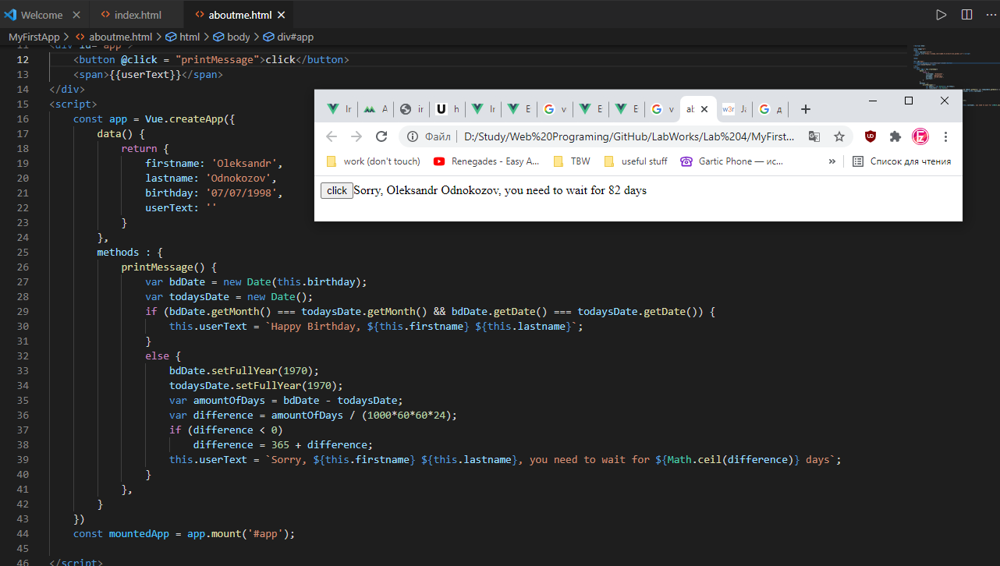 Welcome index.html aboutme.html
MyFirstApp > aboutme.html > html > body > div#app
11 <div id="app">
12 <button @click = "printMessage">click</button>
13 <span>{{userText}}</span>
14 </div>
15 <script>
16 const app = Vue.createApp({
17 data() {
18 return {
19 firstname: 'Oleksandr',
20 lastname: 'Odnokozov',
21 birthday: '07/07/1998',
22 userText: ''
23 }
24 },
25 methods : {
26 printMessage() {
27 var bdDate = new Date(this.birthday);
28 var todaysDate = new Date();
29 if (bdDate.getMonth() === todaysDate.getMonth() && bdDate.getDate() === todaysDate.getDate()) {
30 this.userText = `Happy Birthday, ${this.firstname} ${this.lastname}`;
31 }
32 else {
33 bdDate.setFullYear(1970);
34 todaysDate.setFullYear(1970);
35 var amountOfDays = bdDate - todaysDate;
36 var difference = amountOfDays / (1000*60*60*24);
37 if (difference < 0)
38 difference = 365 + difference;
39 this.userText = `Sorry, ${this.firstname} ${this.lastname}, you need to wait for ${Math.ceil(difference)} days`;
40 }
41 },
42 }
43 })
44 const mountedApp = app.mount('#app');
45
46 </script>
Файл D:/Study/Web%20Programing/GitHub/LabWorks/Lab%204/MyFirst...
work (don't touch) Renegades - Easy A... TBW useful stuff Gartic Phone — ис... » Список для чтения
click Sorry, Oleksandr Odnokozov, you need to wait for 82 days